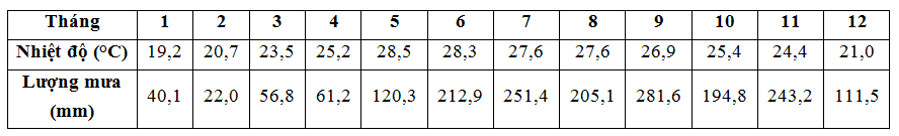 Tháng 1 2 3 4 5 6 7 8 9 10 11 12
Nhiệt độ (°C) 19,2 20,7 23,5 25,2 28,5 28,3 27,6 27,6 26,9 25,4 24,4 21,0
Lượng mưa (mm) 40,1 22,0 56,8 61,2 120,3 212,9 251,4 205,1 281,6 194,8 243,2 111,5